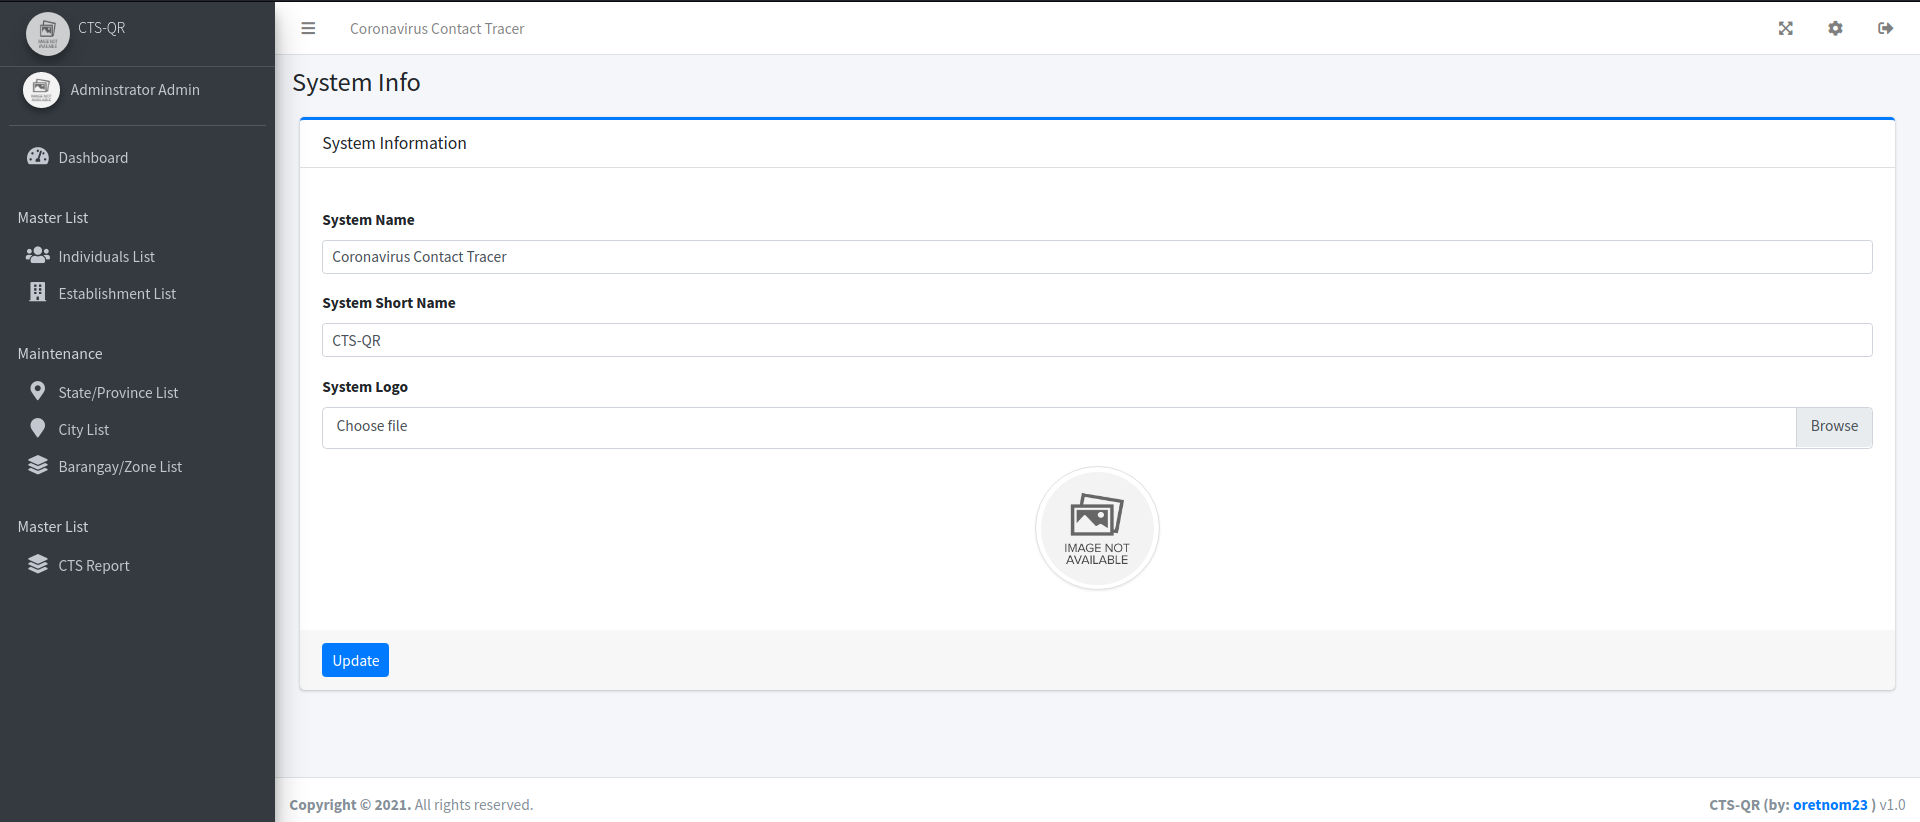 CTS-QR
Adminstrator Admin
Dashboard
Master List
Individuals List
Establishment List
Maintenance
State/Province List
City List
Barangay/Zone List
Master List
CTS Report
Coronavirus Contact Tracer
System Info
System Information
System Name
Coronavirus Contact Tracer
System Short Name
CTS-QR
System Logo
Choose file Browse
IMAGE NOT
AVAILABLE
Update
Copyright © 2021. All rights reserved.
CTS-QR (by: oretnom23 ) v1.0